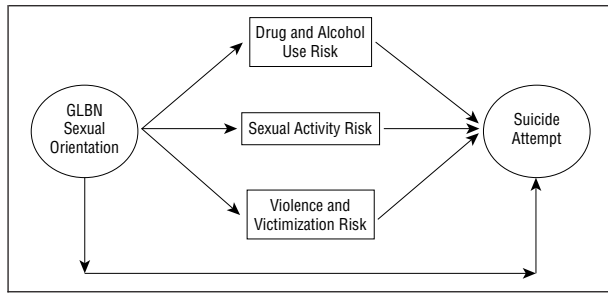 Drug and Alcohol
Use Risk
GLBN
Sexual
Orientation
Sexual Activity Risk
Suicide
Attempt
Violence and
Victimization Risk